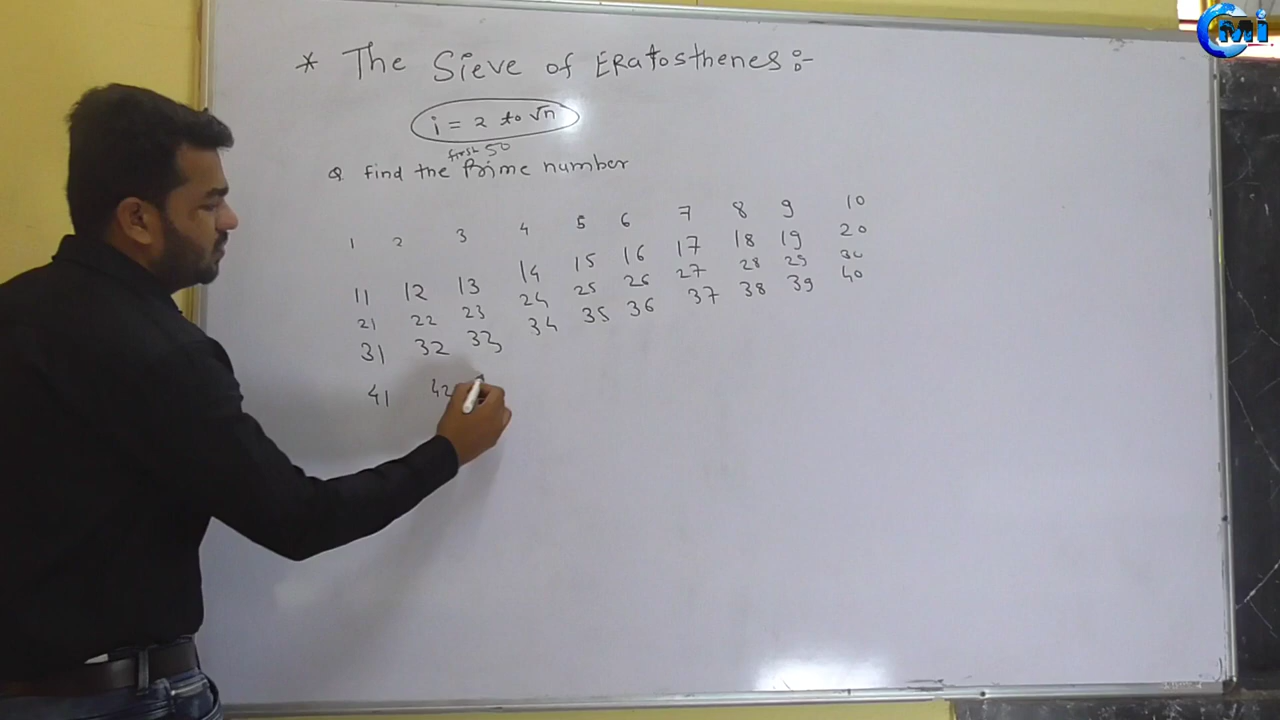 * The Sieve of Eratosthenes :-
i = 2 to √n
first 50
Q find the Prime number
1 2 3 4 5 6 7 8 9 10
11 12 13 14 15 16 17 18 19 20
21 22 23 24 25 26 27 28 29 30
31 32 33 34 35 36 37 38 39 40
41 42
CMi